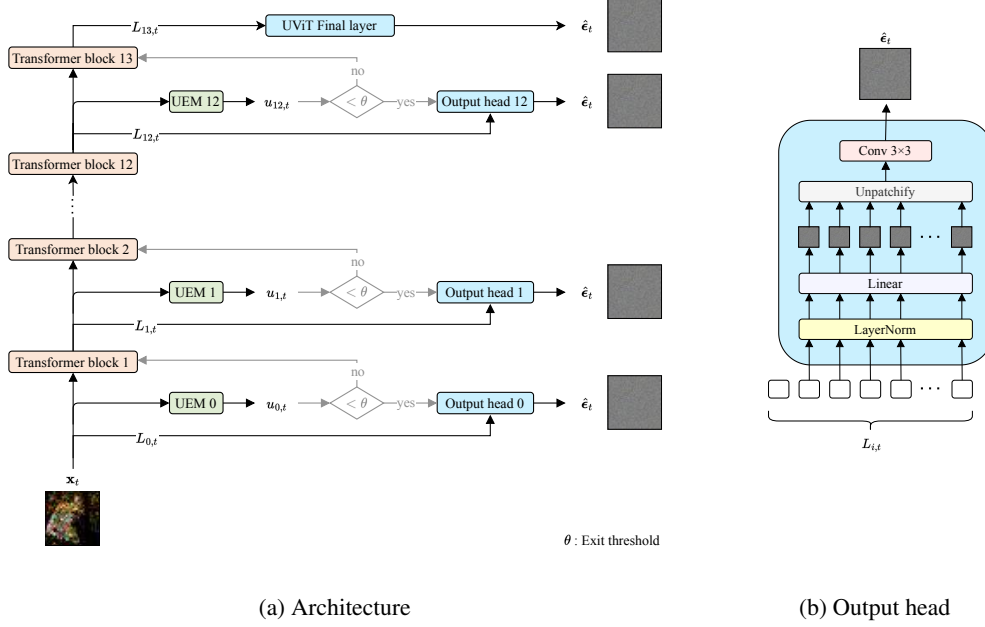 L₁₃,ₜ
UViT Final layer
ε̂ₜ
Transformer block 13
no
UEM 12
u₁₂,ₜ
< θ
yes
Output head 12
ε̂ₜ
L₁₂,ₜ
Transformer block 12
Transformer block 2
no
UEM 1
u₁,ₜ
< θ
yes
Output head 1
ε̂ₜ
L₁,ₜ
Transformer block 1
no
UEM 0
u₀,ₜ
< θ
yes
Output head 0
ε̂ₜ
L₀,ₜ
xₜ
θ : Exit threshold
(a) Architecture
ε̂ₜ
Conv 3×3
Unpatchify
Linear
LayerNorm
Lᵢ,ₜ
(b) Output head